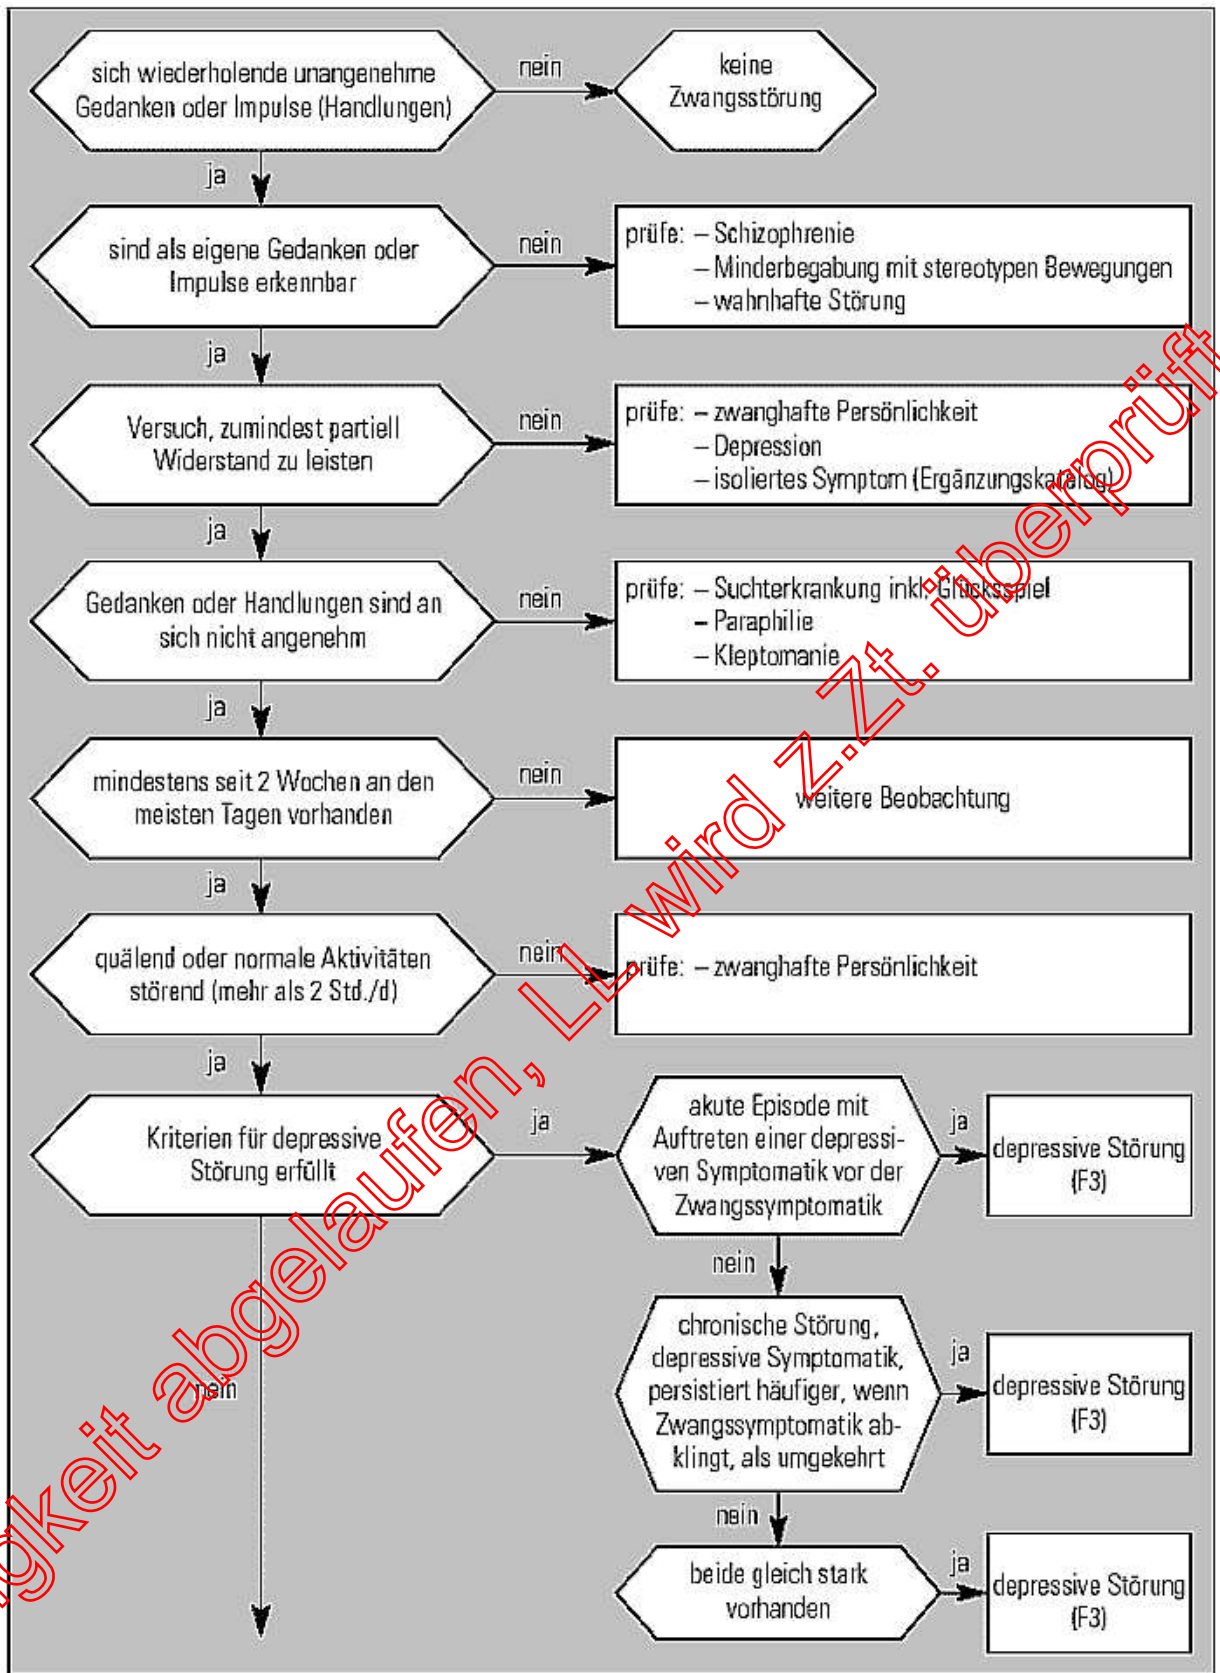 sich wiederholende unangenehme
Gedanken oder Impulse (Handlungen)
nein
keine
Zwangsstörung
ja
sind als eigene Gedanken oder
Impulse erkennbar
nein
prüfe: – Schizophrenie
– Minderbegabung mit stereotypen Bewegungen
– wahnhafte Störung
ja
Versuch, zumindest partiell
Widerstand zu leisten
nein
prüfe: – zwanghafte Persönlichkeit
– Depression
– isoliertes Symptom (Ergänzungskatalog)
ja
Gedanken oder Handlungen sind an
sich nicht angenehm
nein
prüfe: – Suchterkrankung inkl. Glücksspiel
– Paraphilie
– Kleptomanie
ja
mindestens seit 2 Wochen an den
meisten Tagen vorhanden
nein
weitere Beobachtung
ja
quälend oder normale Aktivitäten
störend (mehr als 2 Std./d)
nein
prüfe: – zwanghafte Persönlichkeit
ja
Kriterien für depressive
Störung erfüllt
ja
akute Episode mit
Auftreten einer depressi-
ven Symptomatik vor der
Zwangssymptomatik
ja
depressive Störung
(F3)
nein
chronische Störung,
depressive Symptomatik,
persistiert häufiger, wenn
Zwangssymptomatik ab-
klingt, als umgekehrt
ja
depressive Störung
(F3)
nein
nein
beide gleich stark
vorhanden
ja
depressive Störung
(F3)
igkeit abgelaufen, LL wird z.Zt. überprüft